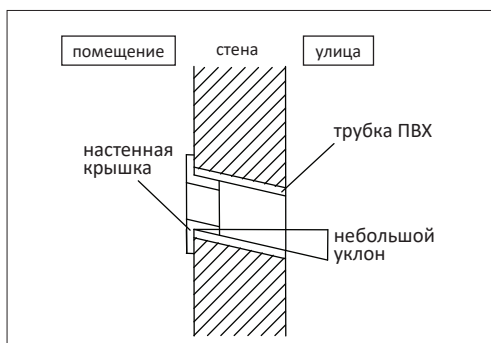 помещение
стена
улица
трубка ПВХ
настенная
крышка
небольшой
уклон